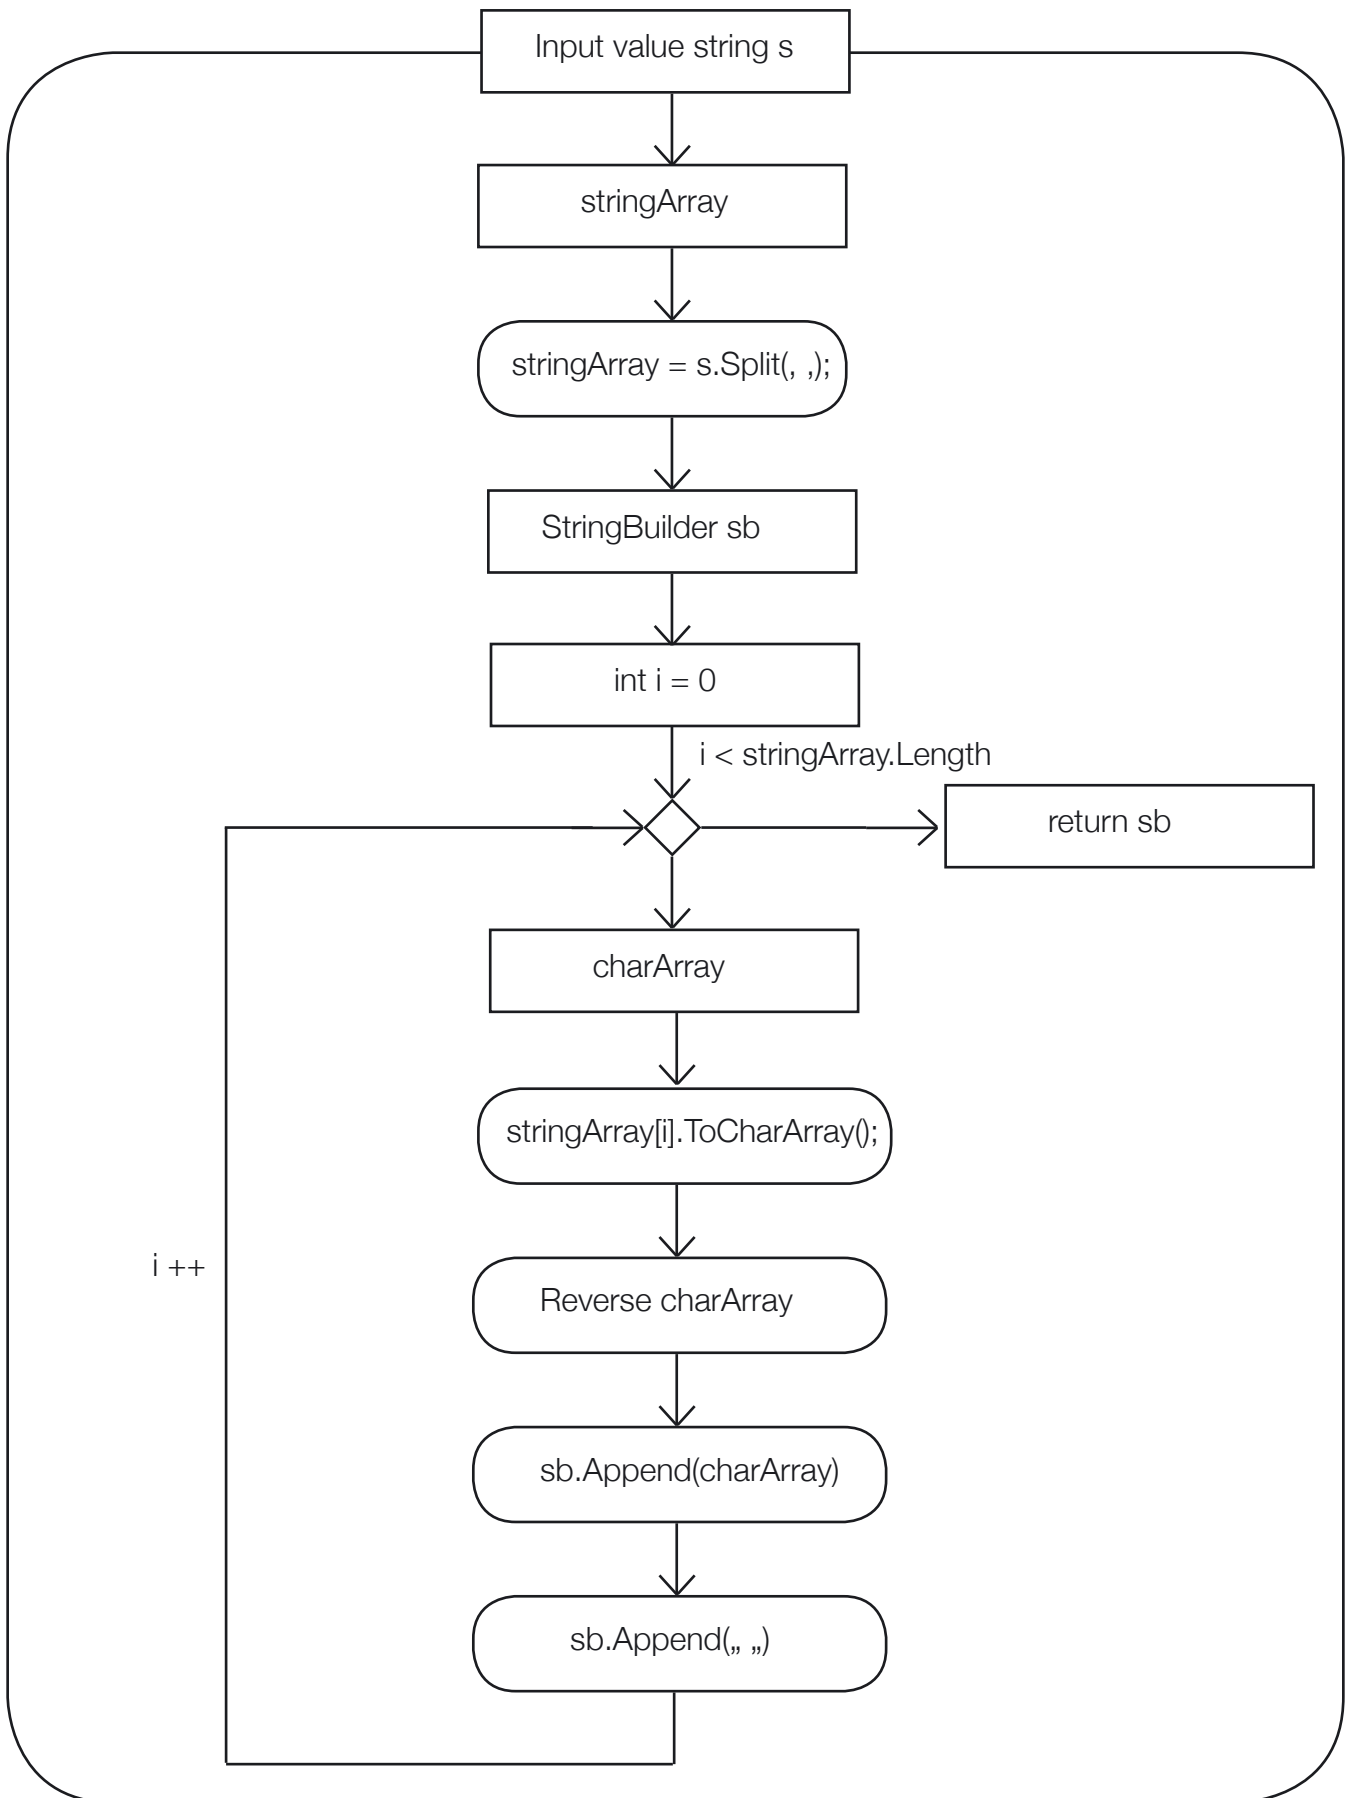 Input value string s
stringArray
stringArray = s.Split(‚ ‚);
StringBuilder sb
int i = 0
i < stringArray.Length
return sb
charArray
stringArray[i].ToCharArray();
i ++
Reverse charArray
sb.Append(charArray)
sb.Append(„ „)